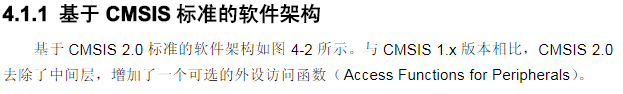 4.1.1 基于 CMSIS 标准的软件架构
基于 CMSIS 2.0 标准的软件架构如图 4-2 所示。与 CMSIS 1.x 版本相比，CMSIS 2.0
去除了中间层，增加了一个可选的外设访问函数（Access Functions for Peripherals）。